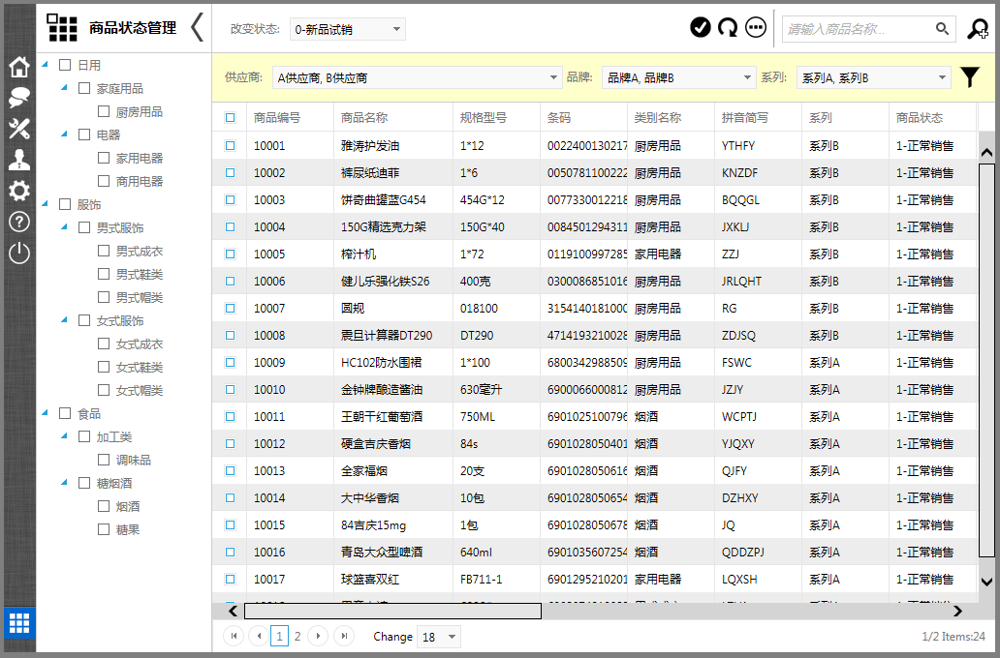 商品状态管理
改变状态: 0-新品试销
请输入商品名称...
供应商: A供应商, B供应商 品牌: 品牌A, 品牌B 系列: 系列A, 系列B
日用
家庭用品
厨房用品
电器
家用电器
商用电器
服饰
男式服饰
男式成衣
男式鞋类
男式帽类
女式服饰
女式成衣
女式鞋类
女式帽类
食品
加工类
调味品
糖烟酒
烟酒
糖果
商品编号 商品名称 规格型号 条码 类别名称 拼音简写 系列 商品状态
10001 雅涛护发油 1*12 0022400130217 厨房用品 YTHFY 系列B 1-正常销售
10002 裤尿纸迪菲 1*6 0050781100222 厨房用品 KNZDF 系列B 1-正常销售
10003 饼奇曲罐蓝G454 454G*12 0077330012218 厨房用品 BQQGL 系列B 1-正常销售
10004 150G精选克力架 150G*40 0084501294311 厨房用品 JXKLJ 系列B 1-正常销售
10005 榨汁机 1*72 0119100997285 家用电器 ZZJ 系列B 1-正常销售
10006 健儿乐强化铁S26 400克 0300086851016 厨房用品 JRLQHT 系列B 1-正常销售
10007 圆规 018100 3154140181000 厨房用品 RG 系列B 1-正常销售
10008 震旦计算器DT290 DT290 4714193210028 厨房用品 ZDJSQ 系列B 1-正常销售
10009 HC102防水围裙 1*100 6800342988509 厨房用品 FSWC 系列A 1-正常销售
10010 金钟牌酿造酱油 630毫升 6900066000812 厨房用品 JZJY 系列A 1-正常销售
10011 王朝干红葡萄酒 750ML 6901025100796 烟酒 WCPTJ 系列A 1-正常销售
10012 硬盒吉庆香烟 84s 6901028050401 烟酒 YJQXY 系列A 1-正常销售
10013 全家福烟 20支 6901028050616 烟酒 QJFY 系列A 1-正常销售
10014 大中华香烟 10包 6901028050654 烟酒 DZHXY 系列A 1-正常销售
10015 84吉庆15mg 1包 6901028050678 烟酒 JQ 系列A 1-正常销售
10016 青岛大众型啤酒 640ml 6901035607254 烟酒 QDDZPJ 系列A 1-正常销售
10017 球篮喜双红 FB711-1 6901295210201 家用电器 LQXSH 系列A 1-正常销售
1 2 Change 18 1/2 Items:24